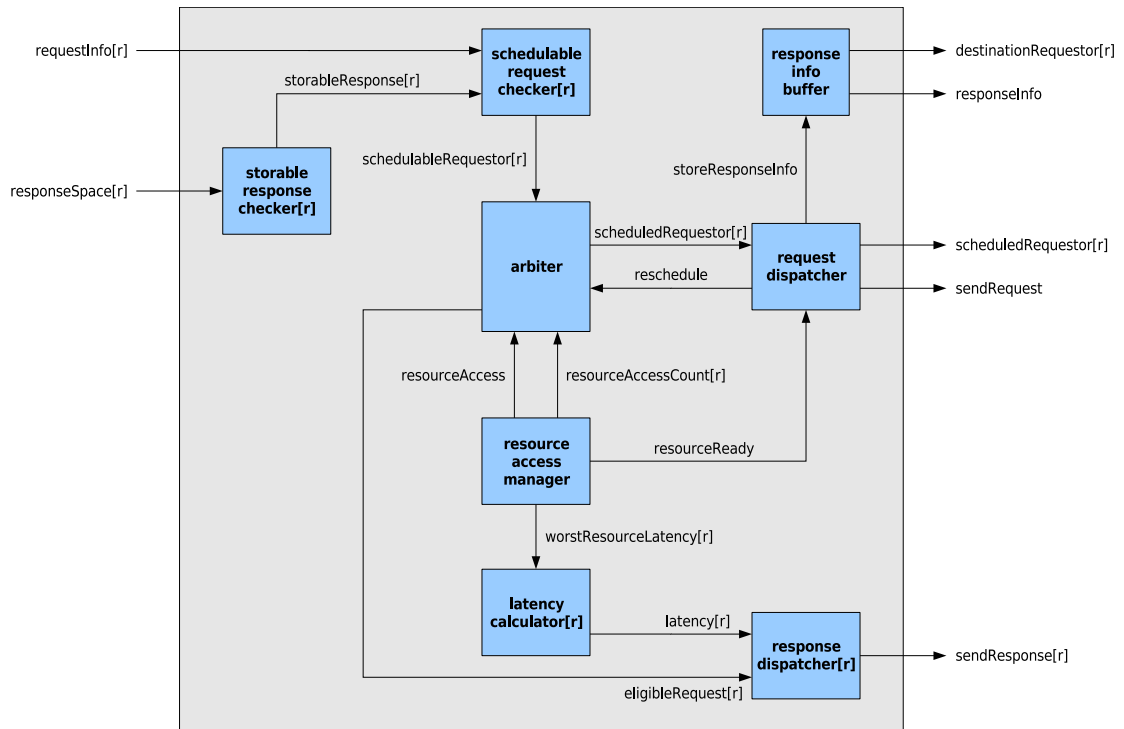 requestInfo[r]
schedulable
request
checker[r]
response
info
buffer
destinationRequestor[r]
responseInfo
storableResponse[r]
schedulableRequestor[r]
storeResponseInfo
responseSpace[r]
storable
response
checker[r]
arbiter
scheduledRequestor[r]
reschedule
request
dispatcher
scheduledRequestor[r]
sendRequest
resourceAccess
resourceAccessCount[r]
resource
access
manager
resourceReady
worstResourceLatency[r]
latency
calculator[r]
latency[r]
response
dispatcher[r]
sendResponse[r]
eligibleRequest[r]